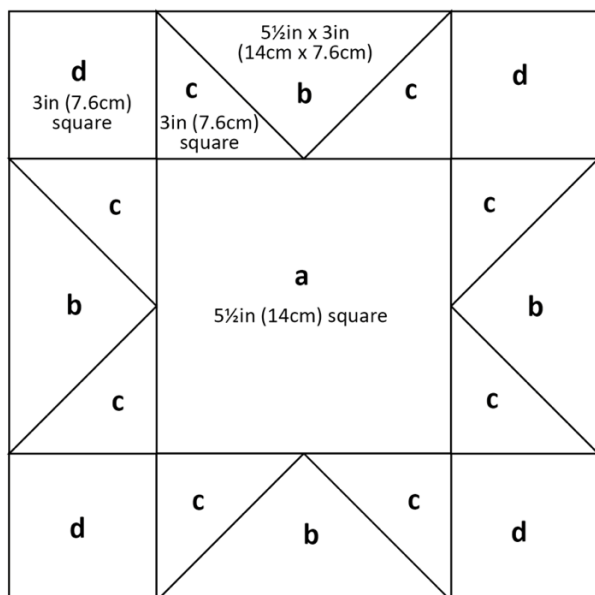 5½in x 3in
(14cm x 7.6cm)
d
c
b
c
d
3in (7.6cm)
square
3in (7.6cm)
square
c
c
a
b
b
5½in (14cm) square
c
c
c
c
d
b
d